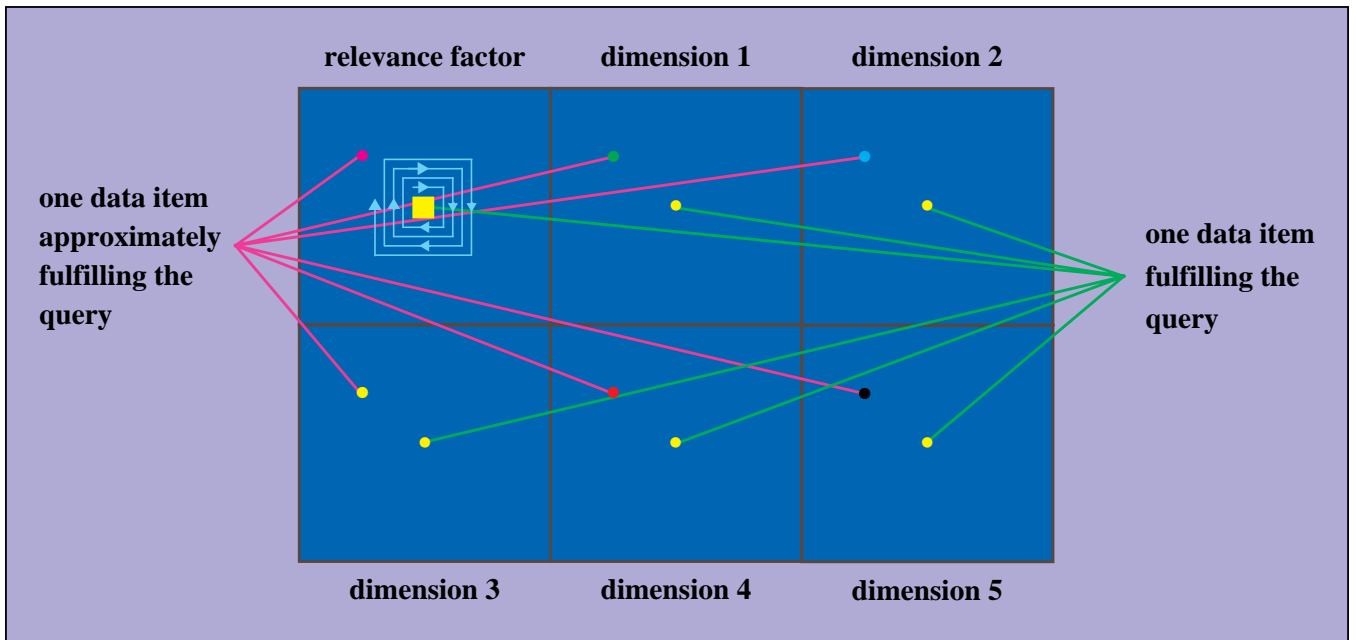 relevance factor
dimension 1
dimension 2
one data item
approximately
fulfilling the
query
one data item
fulfilling the
query
dimension 3
dimension 4
dimension 5